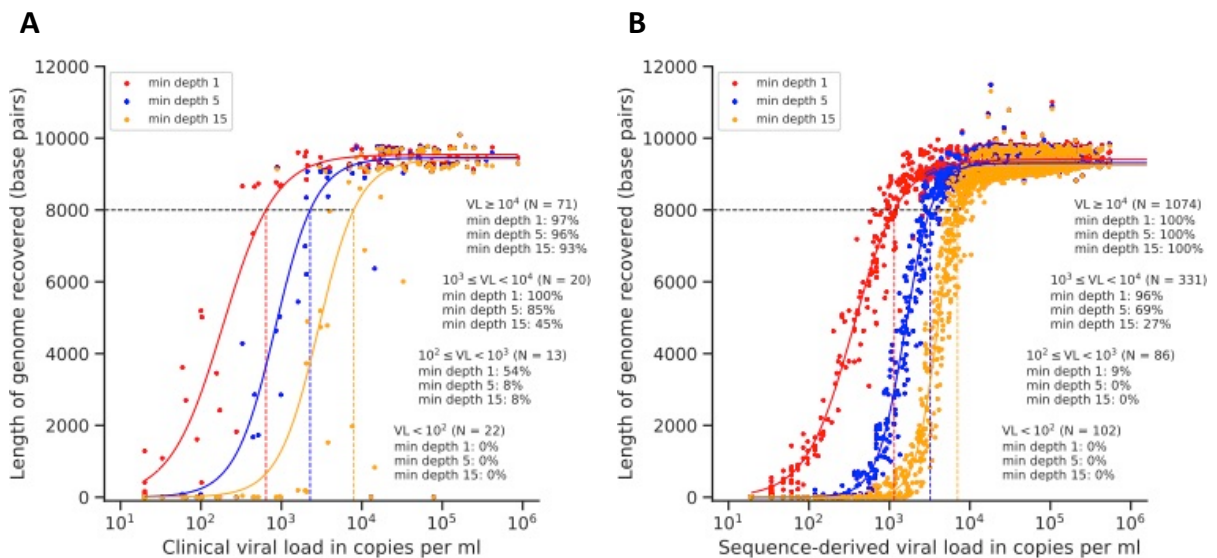 A
12000
10000
8000
6000
4000
2000
0
Length of genome recovered (base pairs)
min depth 1
min depth 5
min depth 15
VL ≥ 10⁴ (N = 71)
min depth 1: 97%
min depth 5: 96%
min depth 15: 93%
10³ ≤ VL < 10⁴ (N = 20)
min depth 1: 100%
min depth 5: 85%
min depth 15: 45%
10² ≤ VL < 10³ (N = 13)
min depth 1: 54%
min depth 5: 8%
min depth 15: 8%
VL < 10² (N = 22)
min depth 1: 0%
min depth 5: 0%
min depth 15: 0%
10¹ 10² 10³ 10⁴ 10⁵ 10⁶
Clinical viral load in copies per ml
B
12000
10000
8000
6000
4000
2000
0
Length of genome recovered (base pairs)
min depth 1
min depth 5
min depth 15
VL ≥ 10⁴ (N = 1074)
min depth 1: 100%
min depth 5: 100%
min depth 15: 100%
10³ ≤ VL < 10⁴ (N = 331)
min depth 1: 96%
min depth 5: 69%
min depth 15: 27%
10² ≤ VL < 10³ (N = 86)
min depth 1: 9%
min depth 5: 0%
min depth 15: 0%
VL < 10² (N = 102)
min depth 1: 0%
min depth 5: 0%
min depth 15: 0%
10¹ 10² 10³ 10⁴ 10⁵ 10⁶
Sequence-derived viral load in copies per ml